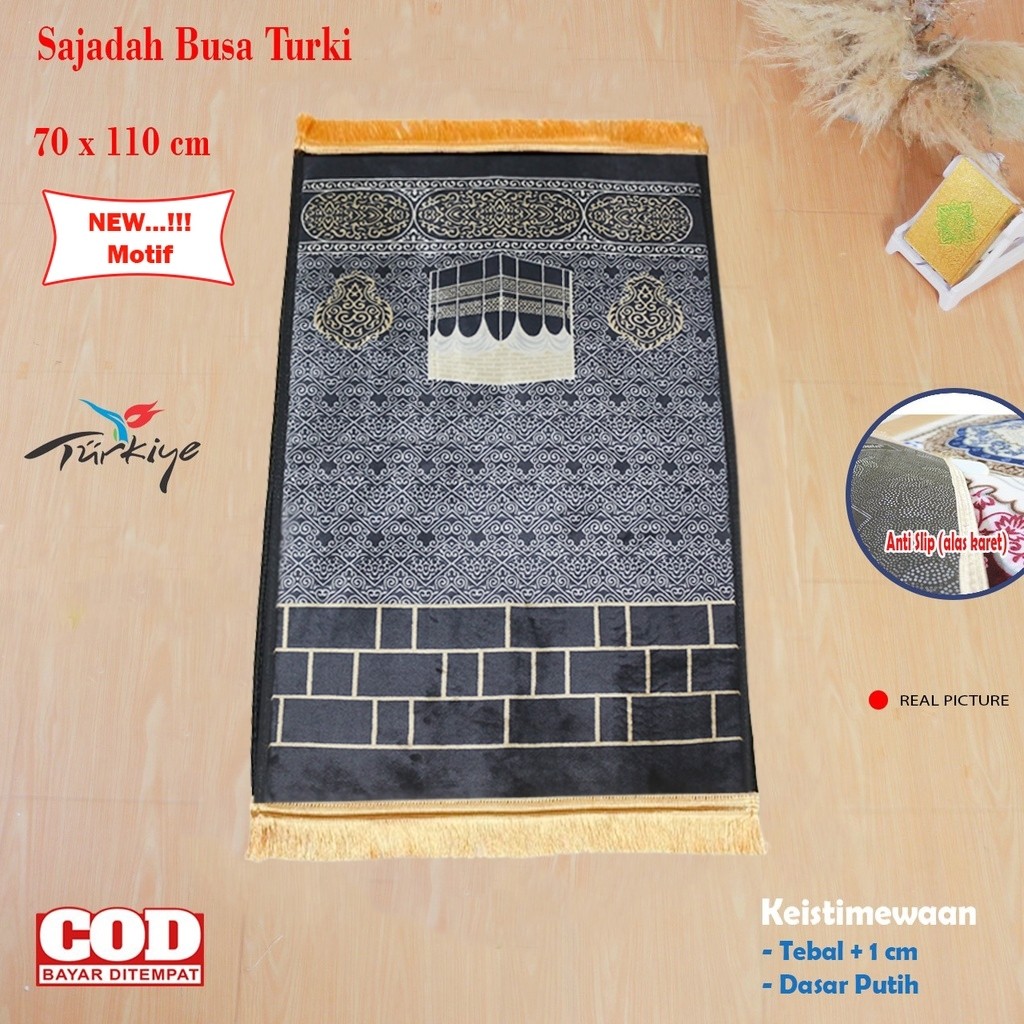 Sajadah Busa Turki
70 x 110 cm
NEW...!!!
Motif
Türkiye
Anti Slip (alas karet)
REAL PICTURE
COD
BAYAR DITEMPAT
Keistimewaan
- Tebal + 1 cm
- Dasar Putih